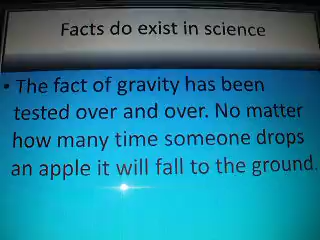 Facts do exist in science
• The fact of gravity has been
tested over and over. No matter
how many time someone drops
an apple it will fall to the ground.